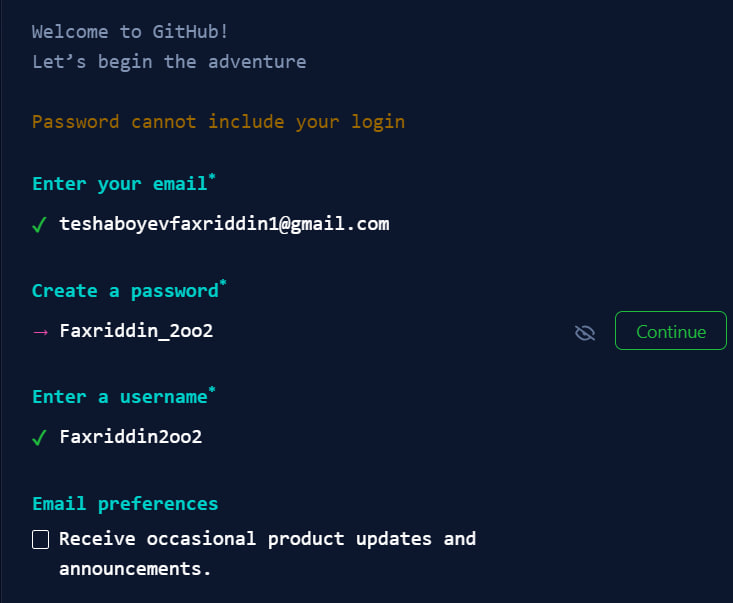 Welcome to GitHub!
Let’s begin the adventure
Password cannot include your login
Enter your email*
✓ teshaboyevfaxriddin1@gmail.com
Create a password*
→ Faxriddin_2oo2
Continue
Enter a username*
✓ Faxriddin2oo2
Email preferences
Receive occasional product updates and
announcements.